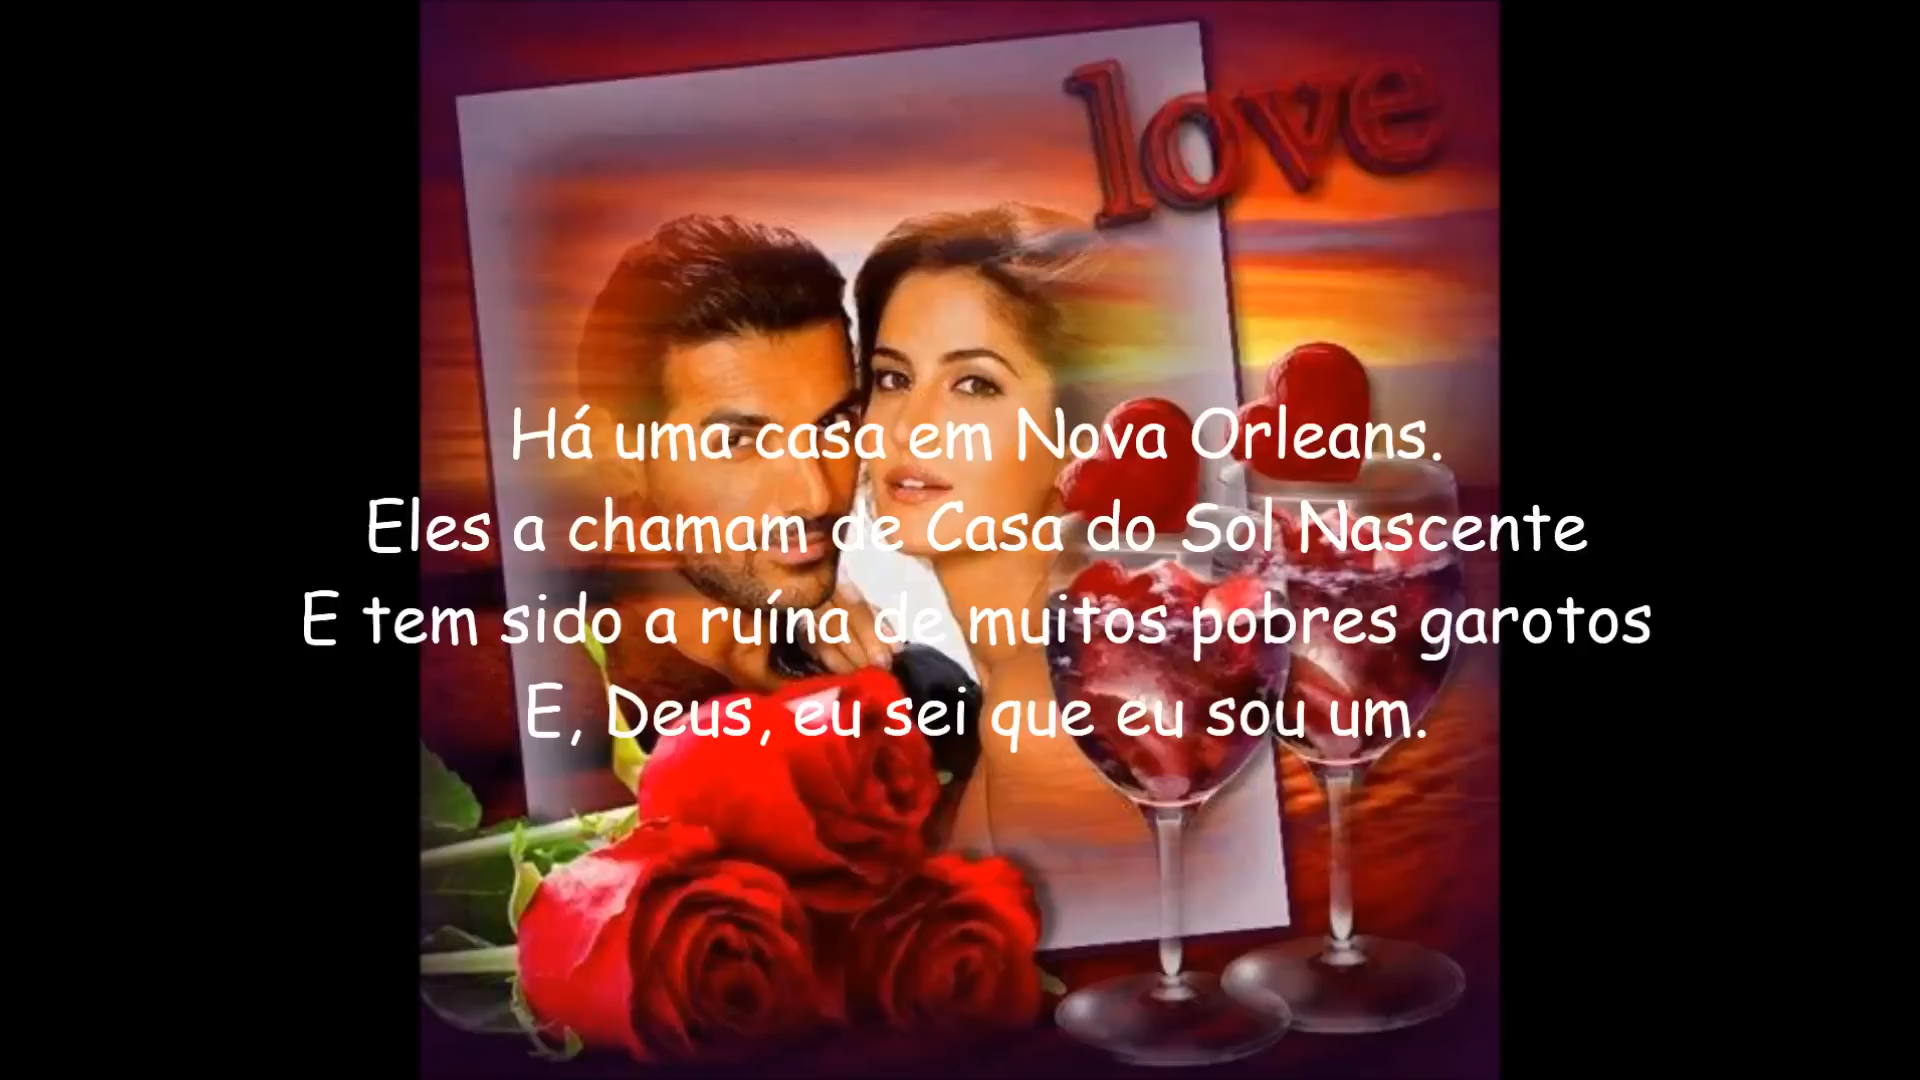 love
Há uma casa em Nova Orleans.
Eles a chamam de Casa do Sol Nascente
E tem sido a ruína de muitos pobres garotos
E, Deus, eu sei que eu sou um.